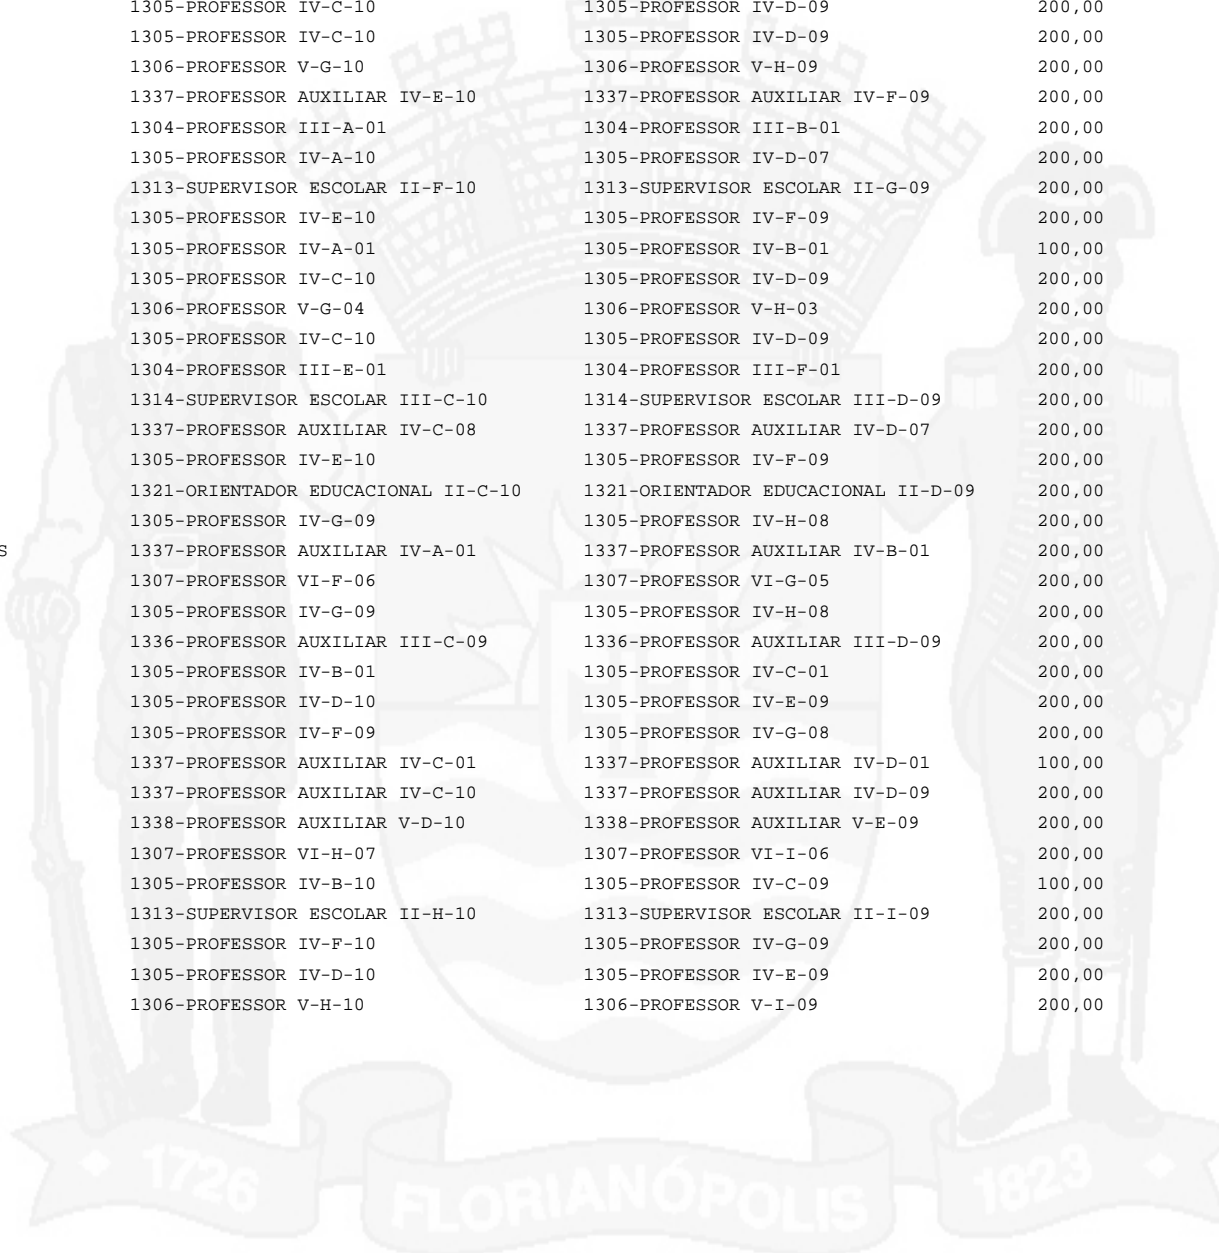 1305-PROFESSOR IV-C-10 1305-PROFESSOR IV-D-09 200,00
1305-PROFESSOR IV-C-10 1305-PROFESSOR IV-D-09 200,00
1306-PROFESSOR V-G-10 1306-PROFESSOR V-H-09 200,00
1337-PROFESSOR AUXILIAR IV-E-10 1337-PROFESSOR AUXILIAR IV-F-09 200,00
1304-PROFESSOR III-A-01 1304-PROFESSOR III-B-01 200,00
1305-PROFESSOR IV-A-10 1305-PROFESSOR IV-D-07 200,00
1313-SUPERVISOR ESCOLAR II-F-10 1313-SUPERVISOR ESCOLAR II-G-09 200,00
1305-PROFESSOR IV-E-10 1305-PROFESSOR IV-F-09 200,00
1305-PROFESSOR IV-A-01 1305-PROFESSOR IV-B-01 100,00
1305-PROFESSOR IV-C-10 1305-PROFESSOR IV-D-09 200,00
1306-PROFESSOR V-G-04 1306-PROFESSOR V-H-03 200,00
1305-PROFESSOR IV-C-10 1305-PROFESSOR IV-D-09 200,00
1304-PROFESSOR III-E-01 1304-PROFESSOR III-F-01 200,00
1314-SUPERVISOR ESCOLAR III-C-10 1314-SUPERVISOR ESCOLAR III-D-09 200,00
1337-PROFESSOR AUXILIAR IV-C-08 1337-PROFESSOR AUXILIAR IV-D-07 200,00
1305-PROFESSOR IV-E-10 1305-PROFESSOR IV-F-09 200,00
1321-ORIENTADOR EDUCACIONAL II-C-10 1321-ORIENTADOR EDUCACIONAL II-D-09 200,00
1305-PROFESSOR IV-G-09 1305-PROFESSOR IV-H-08 200,00
S 1337-PROFESSOR AUXILIAR IV-A-01 1337-PROFESSOR AUXILIAR IV-B-01 200,00
1307-PROFESSOR VI-F-06 1307-PROFESSOR VI-G-05 200,00
1305-PROFESSOR IV-G-09 1305-PROFESSOR IV-H-08 200,00
1336-PROFESSOR AUXILIAR III-C-09 1336-PROFESSOR AUXILIAR III-D-09 200,00
1305-PROFESSOR IV-B-01 1305-PROFESSOR IV-C-01 200,00
1305-PROFESSOR IV-D-10 1305-PROFESSOR IV-E-09 200,00
1305-PROFESSOR IV-F-09 1305-PROFESSOR IV-G-08 200,00
1337-PROFESSOR AUXILIAR IV-C-01 1337-PROFESSOR AUXILIAR IV-D-01 100,00
1337-PROFESSOR AUXILIAR IV-C-10 1337-PROFESSOR AUXILIAR IV-D-09 200,00
1338-PROFESSOR AUXILIAR V-D-10 1338-PROFESSOR AUXILIAR V-E-09 200,00
1307-PROFESSOR VI-H-07 1307-PROFESSOR VI-I-06 200,00
1305-PROFESSOR IV-B-10 1305-PROFESSOR IV-C-09 100,00
1313-SUPERVISOR ESCOLAR II-H-10 1313-SUPERVISOR ESCOLAR II-I-09 200,00
1305-PROFESSOR IV-F-10 1305-PROFESSOR IV-G-09 200,00
1305-PROFESSOR IV-D-10 1305-PROFESSOR IV-E-09 200,00
1306-PROFESSOR V-H-10 1306-PROFESSOR V-I-09 200,00
1726 FLORIANÓPOLIS 1823